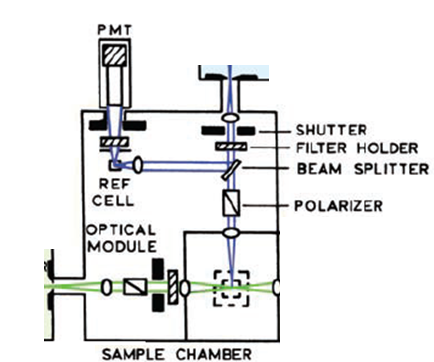 PMT
SHUTTER
FILTER HOLDER
BEAM SPLITTER
REF
CELL
POLARIZER
OPTICAL
MODULE
SAMPLE CHAMBER